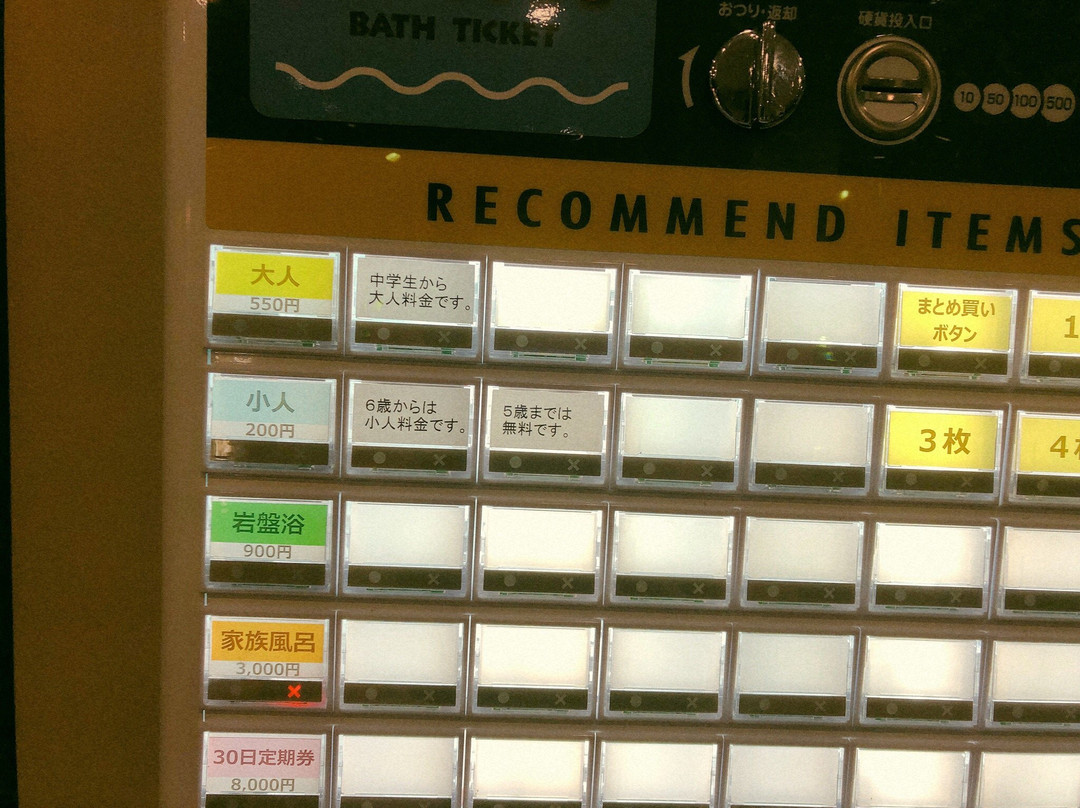 おつり・返却
硬貨投入口
BATH TICKET
10 50 100 500
RECOMMEND ITEMS
大人
550円
中学生から
大人料金です。
まとめ買い
ボタン
1
小人
200円
6歳からは
小人料金です。
5歳までは
無料です。
3枚
4
岩盤浴
900円
家族風呂
3,000円
30日定期券
8,000円